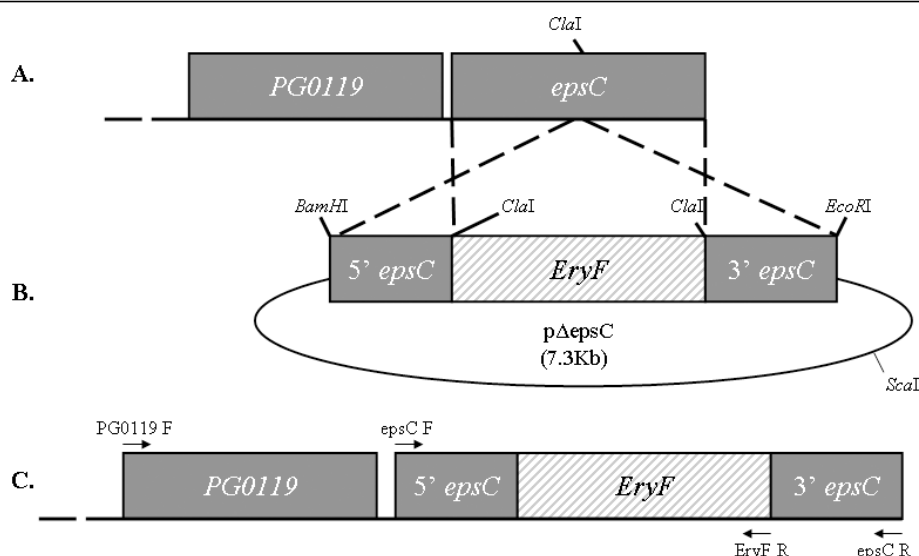 ClaI
A.
PG0119
epsC
BamHI
ClaI
ClaI
EcoRI
5' epsC
EryF
3' epsC
B.
pΔepsC
(7.3Kb)
ScaI
PG0119 F
epsC F
C.
PG0119
5' epsC
EryF
3' epsC
EryF R
epsC R